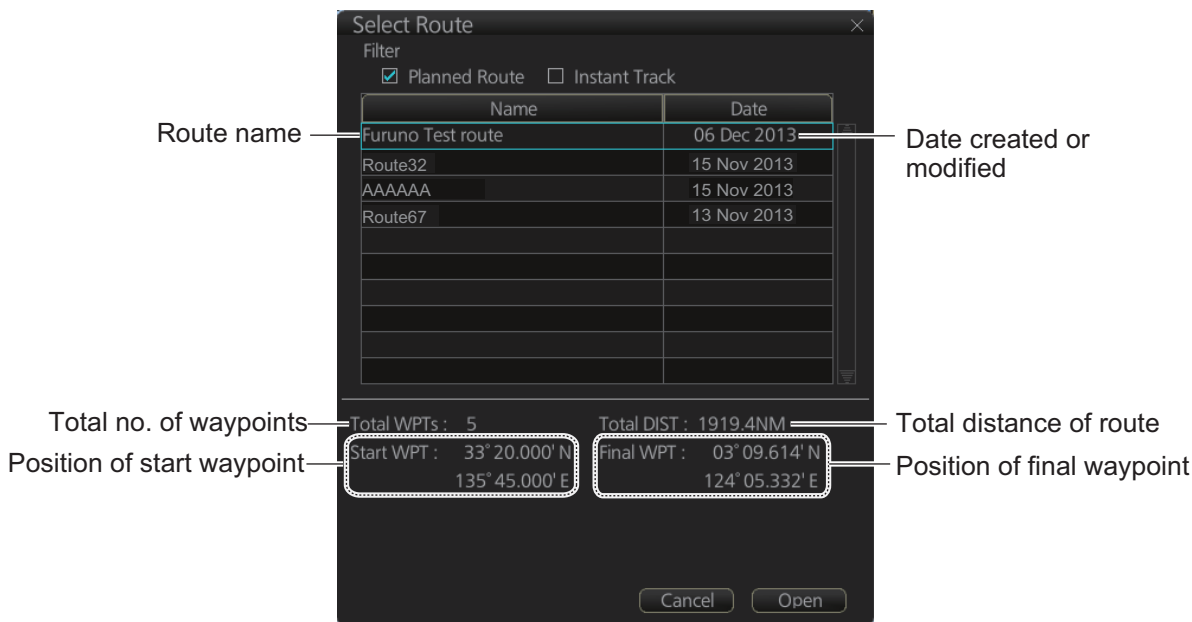 Select Route
Filter
Planned Route Instant Track
Name Date
Route name Furuno Test route 06 Dec 2013 Date created or
modified
Route32 15 Nov 2013
AAAAAA 15 Nov 2013
Route67 13 Nov 2013
Total no. of waypoints Total WPTs : 5 Total DIST : 1919.4NM Total distance of route
Position of start waypoint Start WPT : 33° 20.000' N Final WPT : 03° 09.614' N Position of final waypoint
135° 45.000' E 124° 05.332' E
Cancel Open